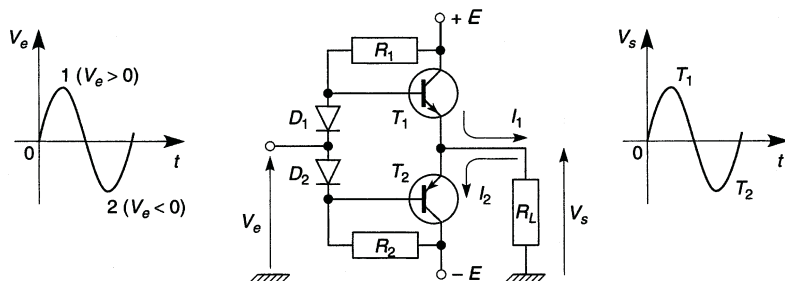 V_e
1 (V_e > 0)
0
t
2 (V_e < 0)
+ E
R_1
D_1
T_1
I_1
D_2
T_2
I_2
V_e
R_2
R_L
V_s
– E
V_s
T_1
0
t
T_2